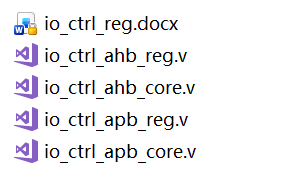 io_ctrl_reg.docx
io_ctrl_ahb_reg.v
io_ctrl_ahb_core.v
io_ctrl_apb_reg.v
io_ctrl_apb_core.v